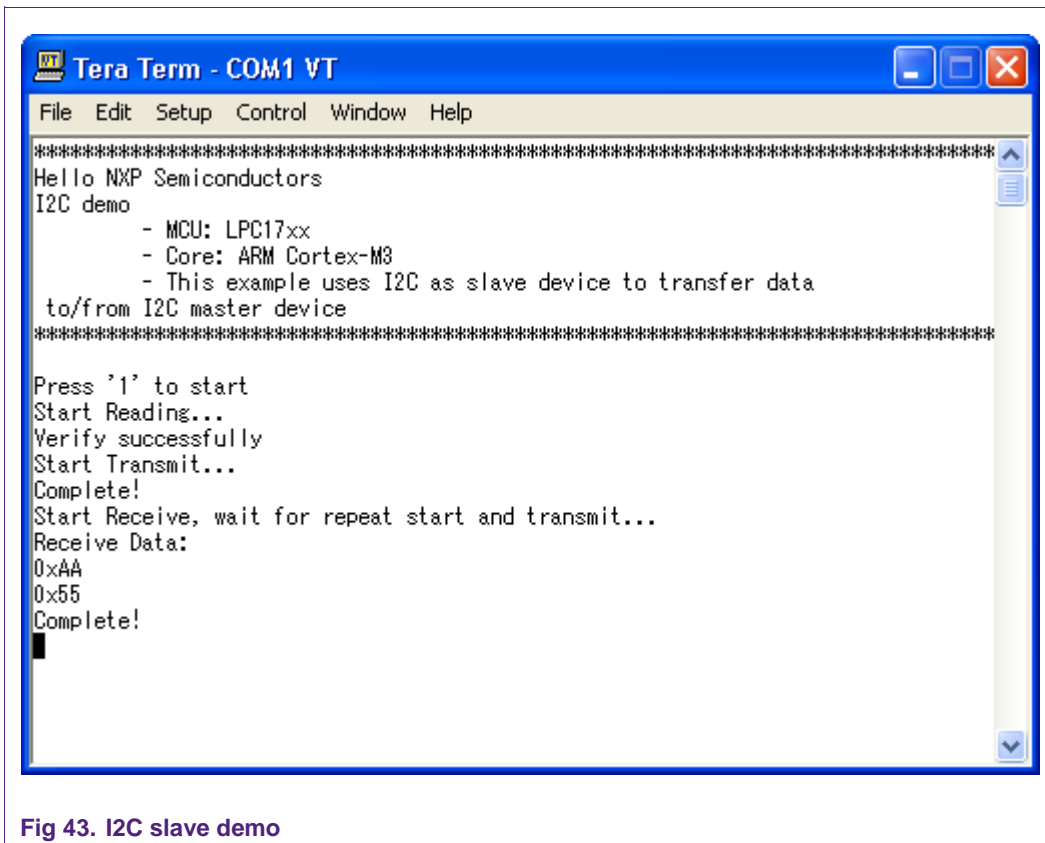 Tera Term - COM1 VT
File Edit Setup Control Window Help
********************************************************************************
Hello NXP Semiconductors
I2C demo
- MCU: LPC17xx
- Core: ARM Cortex-M3
- This example uses I2C as slave device to transfer data
to/from I2C master device
********************************************************************************
Press '1' to start
Start Reading...
Verify successfully
Start Transmit...
Complete!
Start Receive, wait for repeat start and transmit...
Receive Data:
0xAA
0x55
Complete!
Fig 43. I2C slave demo